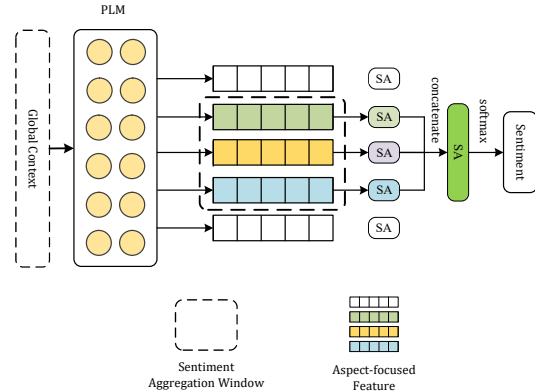 PLM
Global Context
SA
SA
SA
SA
SA
concatenate
SA
softmax
Sentiment
Sentiment
Aggregation Window
Aspect-focused
Feature